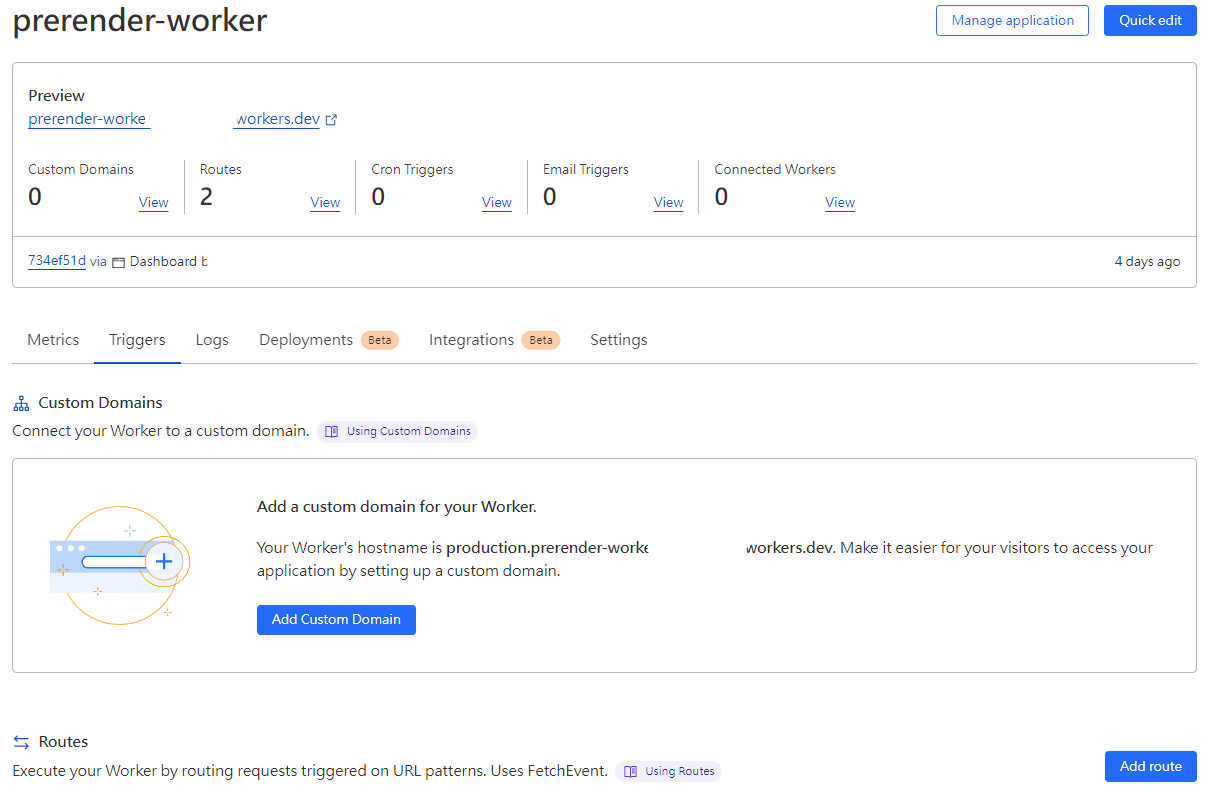 prerender-worker
Manage application
Quick edit
Preview
prerender-worke workers.dev
Custom Domains
0
View
Routes
2
View
Cron Triggers
0
View
Email Triggers
0
View
Connected Workers
0
View
734ef51d via Dashboard b
4 days ago
Metrics
Triggers
Logs
Deployments Beta
Integrations Beta
Settings
Custom Domains
Connect your Worker to a custom domain. Using Custom Domains
Add a custom domain for your Worker.
Your Worker's hostname is production.prerender-worke workers.dev. Make it easier for your visitors to access your
application by setting up a custom domain.
Add Custom Domain
Routes
Execute your Worker by routing requests triggered on URL patterns. Uses FetchEvent. Using Routes
Add route